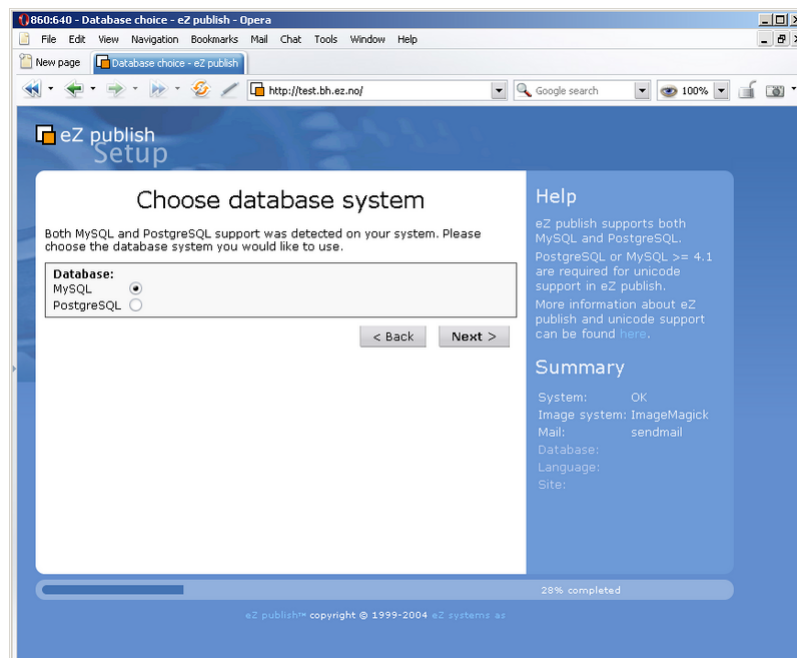 860:640 - Database choice - eZ publish - Opera
File Edit View Navigation Bookmarks Mail Chat Tools Window Help
New page Database choice - eZ publish
http://test.bh.ez.no/ Google search 100%
eZ publish
Setup
Choose database system
Both MySQL and PostgreSQL support was detected on your system. Please
choose the database system you would like to use.
Database:
MySQL
PostgreSQL
< Back Next >
Help
eZ publish supports both
MySQL and PostgreSQL.
PostgreSQL or MySQL >= 4.1
are required for unicode
support in eZ publish.
More information about eZ
publish and unicode support
can be found here.
Summary
System: OK
Image system: ImageMagick
Mail: sendmail
Database:
Language:
Site:
28% completed
eZ publish™ copyright © 1999-2004 eZ systems as